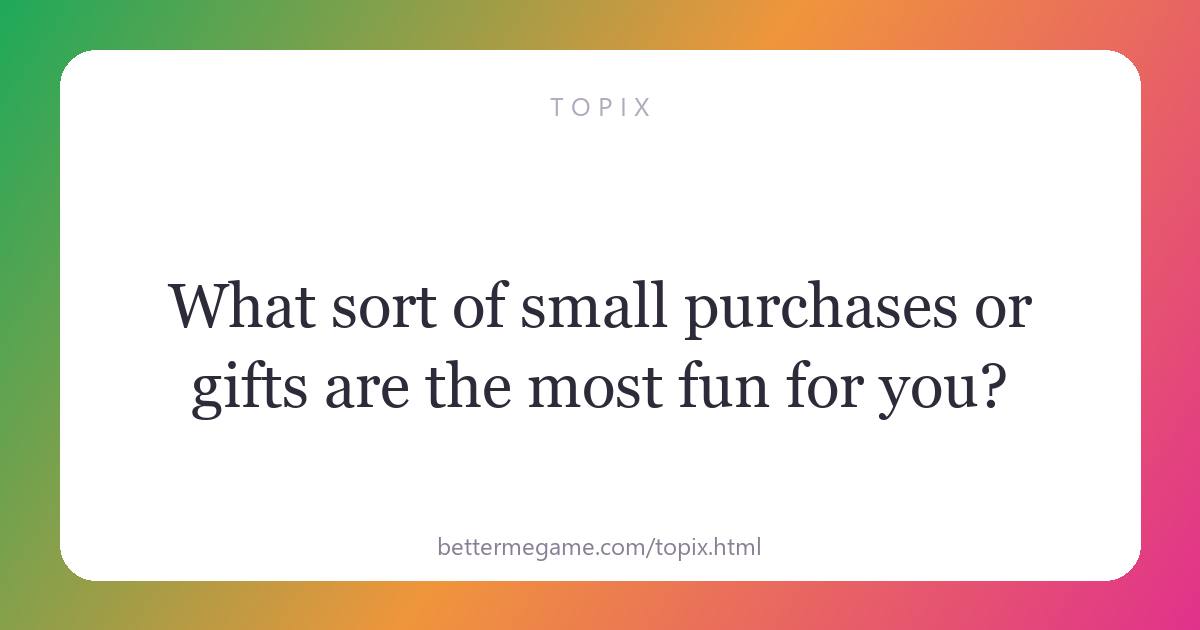 TOPIX
What sort of small purchases or
gifts are the most fun for you?
bettermegame.com/topix.html